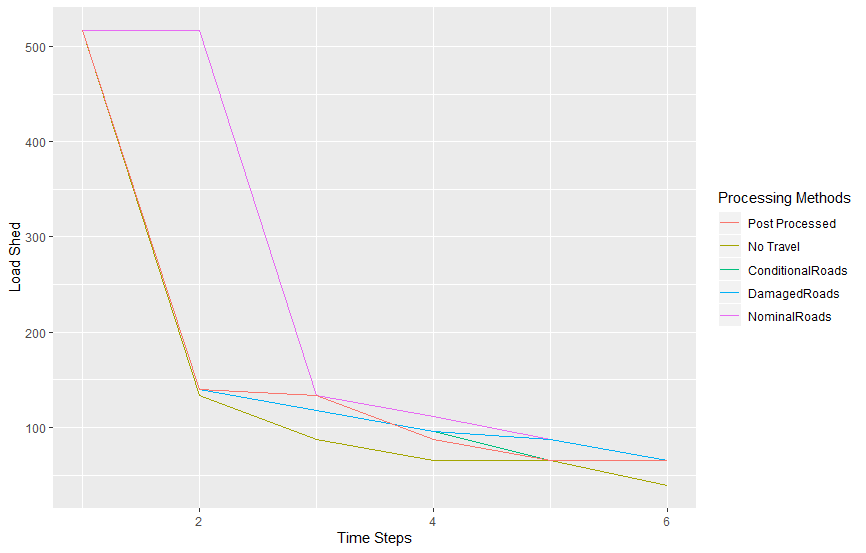 500
400
300
200
100
2
4
6
Load Shed
Time Steps
Processing Methods
Post Processed
No Travel
ConditionalRoads
DamagedRoads
NominalRoads